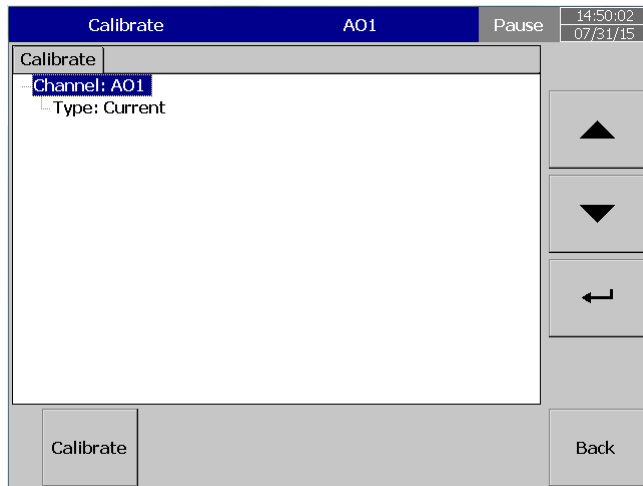 Calibrate AO1 Pause 14:50:02
07/31/15
Calibrate
Channel: AO1
Type: Current
Calibrate Back